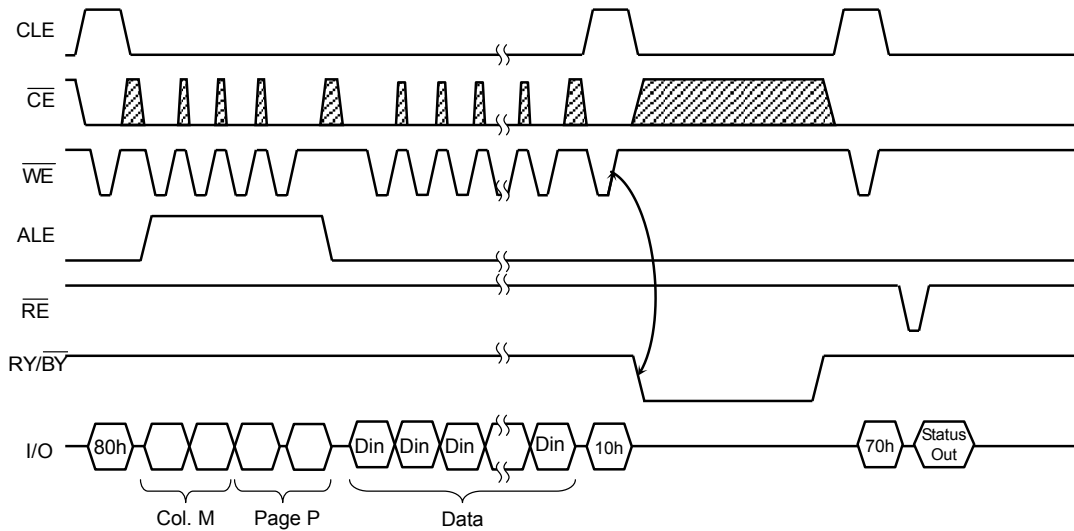 CLE
CE
WE
ALE
RE
RY/BY
I/O
80h
Din
Din
Din
Din
10h
70h
Status
Out
Col. M
Page P
Data